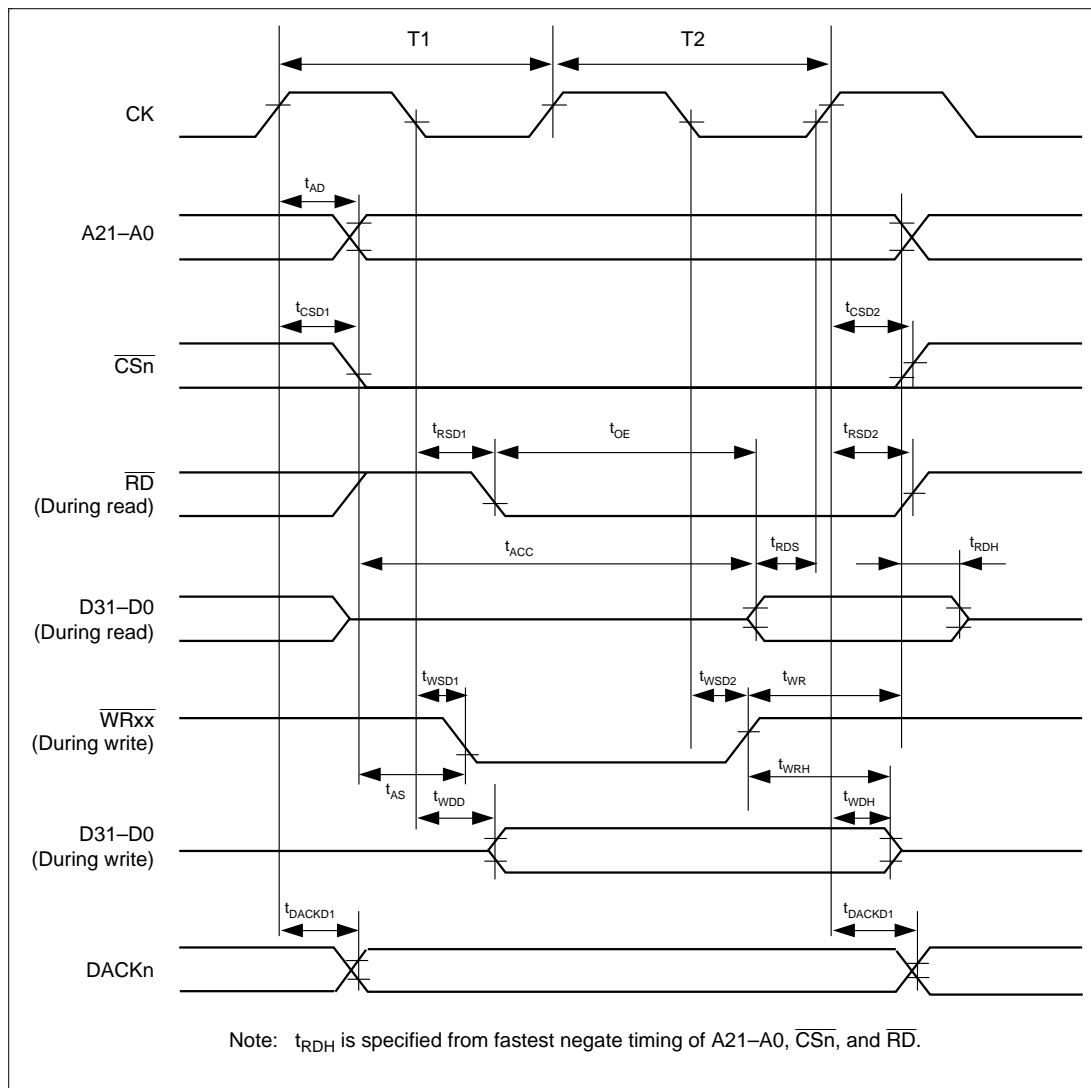 T1 T2
CK
tAD
A21–A0
tCSD1 tCSD2
CSn
tRSD1 tOE tRSD2
RD
(During read)
tACC tRDS tRDH
D31–D0
(During read)
tWSD1 tWSD2 tWR
WRxx
(During write)
tAS tWDD tWRH tWDH
D31–D0
(During write)
tDACKD1 tDACKD1
DACKn
Note: tRDH is specified from fastest negate timing of A21–A0, CSn, and RD.